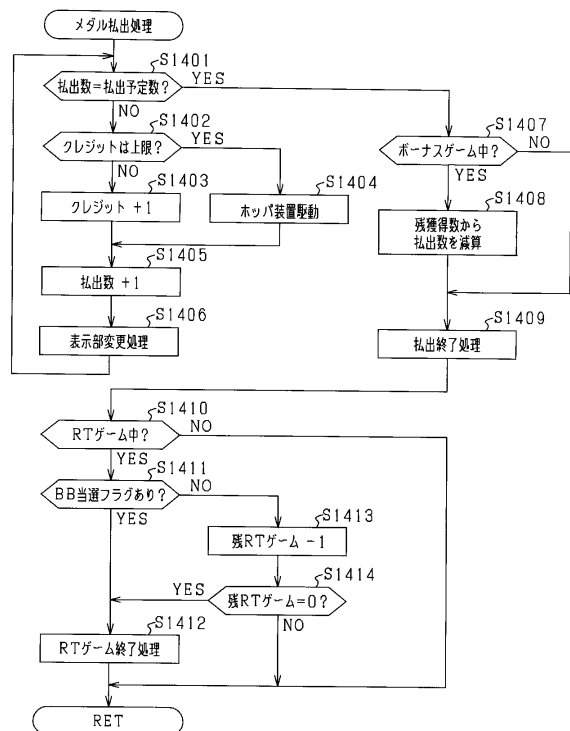 メダル払出処理
S1401
払出数=払出予定数?
YES
NO
S1402
クレジットは上限?
YES
NO
S1403
クレジット +1
S1404
ホッパ装置駆動
S1405
払出数 +1
S1406
表示部変更処理
S1407
ボーナスゲーム中?
NO
YES
S1408
残獲得数から
払出数を減算
S1409
払出終了処理
S1410
RTゲーム中?
NO
YES
S1411
BB当選フラグあり?
NO
YES
S1413
残RTゲーム -1
S1414
残RTゲーム=0?
YES
NO
S1412
RTゲーム終了処理
RET